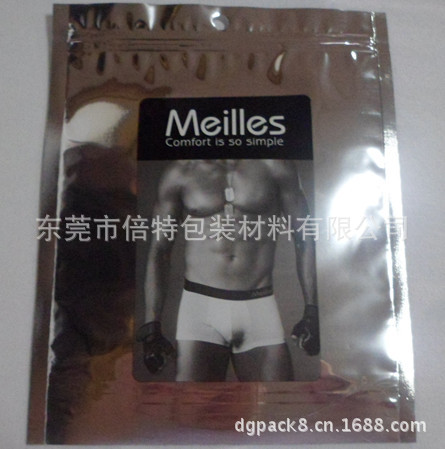 Meilles
Comfort is so simple
东莞市倍特包装材料有限公司
dgpack8.cn.1688.com